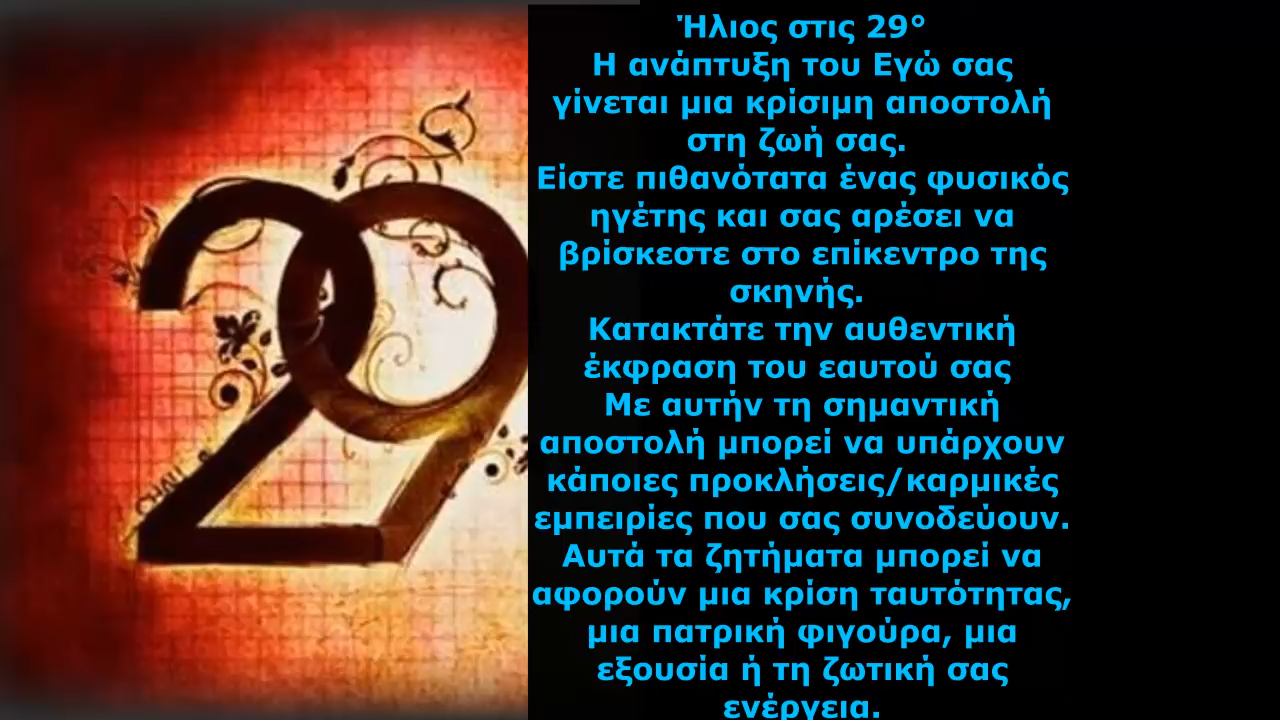 Ήλιος στις 29°
Η ανάπτυξη του Εγώ σας
γίνεται μια κρίσιμη αποστολή
στη ζωή σας.
Είστε πιθανότατα ένας φυσικός
ηγέτης και σας αρέσει να
βρίσκεστε στο επίκεντρο της
σκηνής.
Κατακτάτε την αυθεντική
έκφραση του εαυτού σας
Με αυτήν τη σημαντική
αποστολή μπορεί να υπάρχουν
κάποιες προκλήσεις/καρμικές
εμπειρίες που σας συνοδεύουν.
Αυτά τα ζητήματα μπορεί να
αφορούν μια κρίση ταυτότητας,
μια πατρική φιγούρα, μια
εξουσία ή τη ζωτική σας
ενέργεια.
29